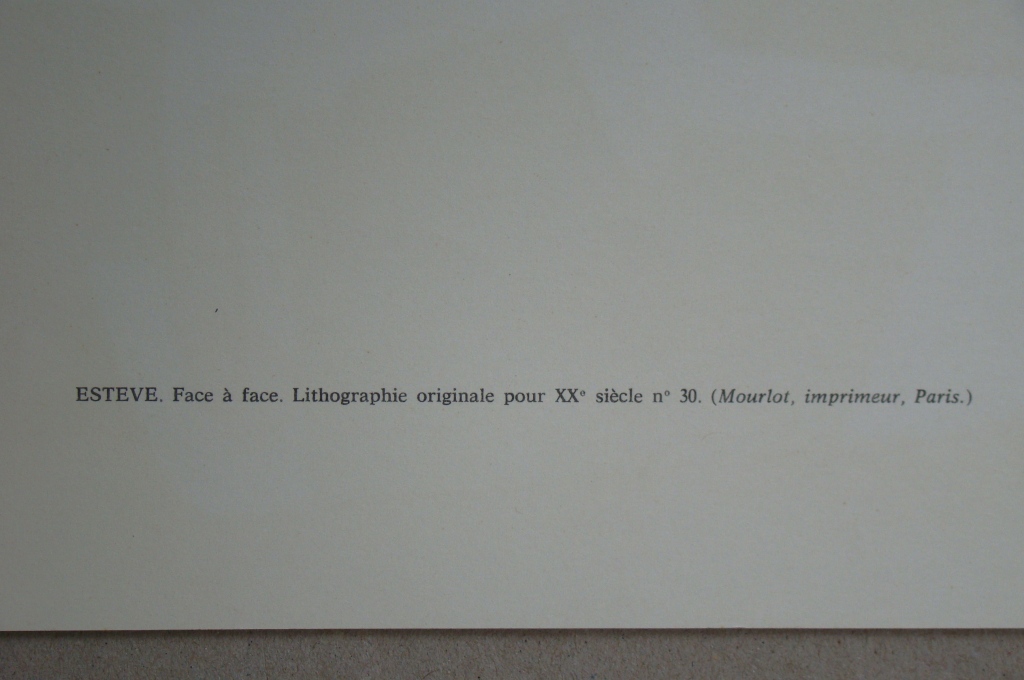 ESTEVE. Face à face. Lithographie originale pour XXᵉ siècle n° 30. (Mourlot, imprimeur, Paris.)